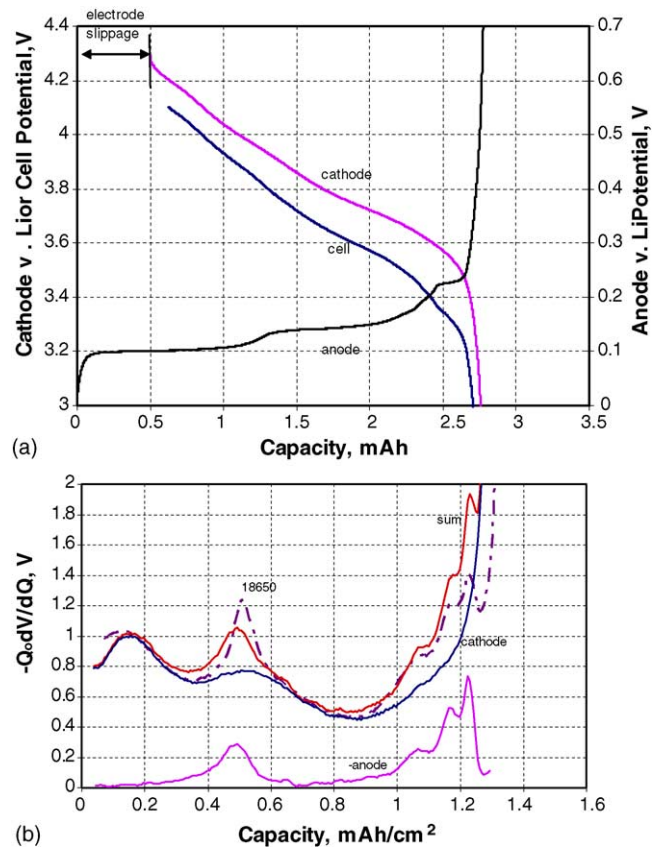 electrode
slippage
4.4
4.2
4
3.8
3.6
3.4
3.2
3
0.7
0.6
0.5
0.4
0.3
0.2
0.1
0
Cathode v . Lior Cell Potential,V
Anode v. LiPotential, V
cathode
cell
anode
0 0.5 1 1.5 2 2.5 3 3.5
(a)
Capacity, mAh
2
1.8
1.6
1.4
1.2
1
0.8
0.6
0.4
0.2
0
-QodV/dQ, V
sum
18650
cathode
-anode
0 0.2 0.4 0.6 0.8 1 1.2 1.4 1.6
(b)
Capacity, mAh/cm²